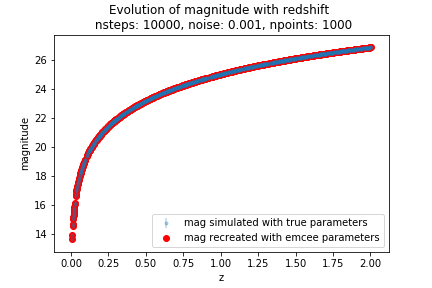 Evolution of magnitude with redshift
nsteps: 10000, noise: 0.001, npoints: 1000
magnitude
26
24
22
20
18
16
14
mag simulated with true parameters
mag recreated with emcee parameters
0.00 0.25 0.50 0.75 1.00 1.25 1.50 1.75 2.00
z